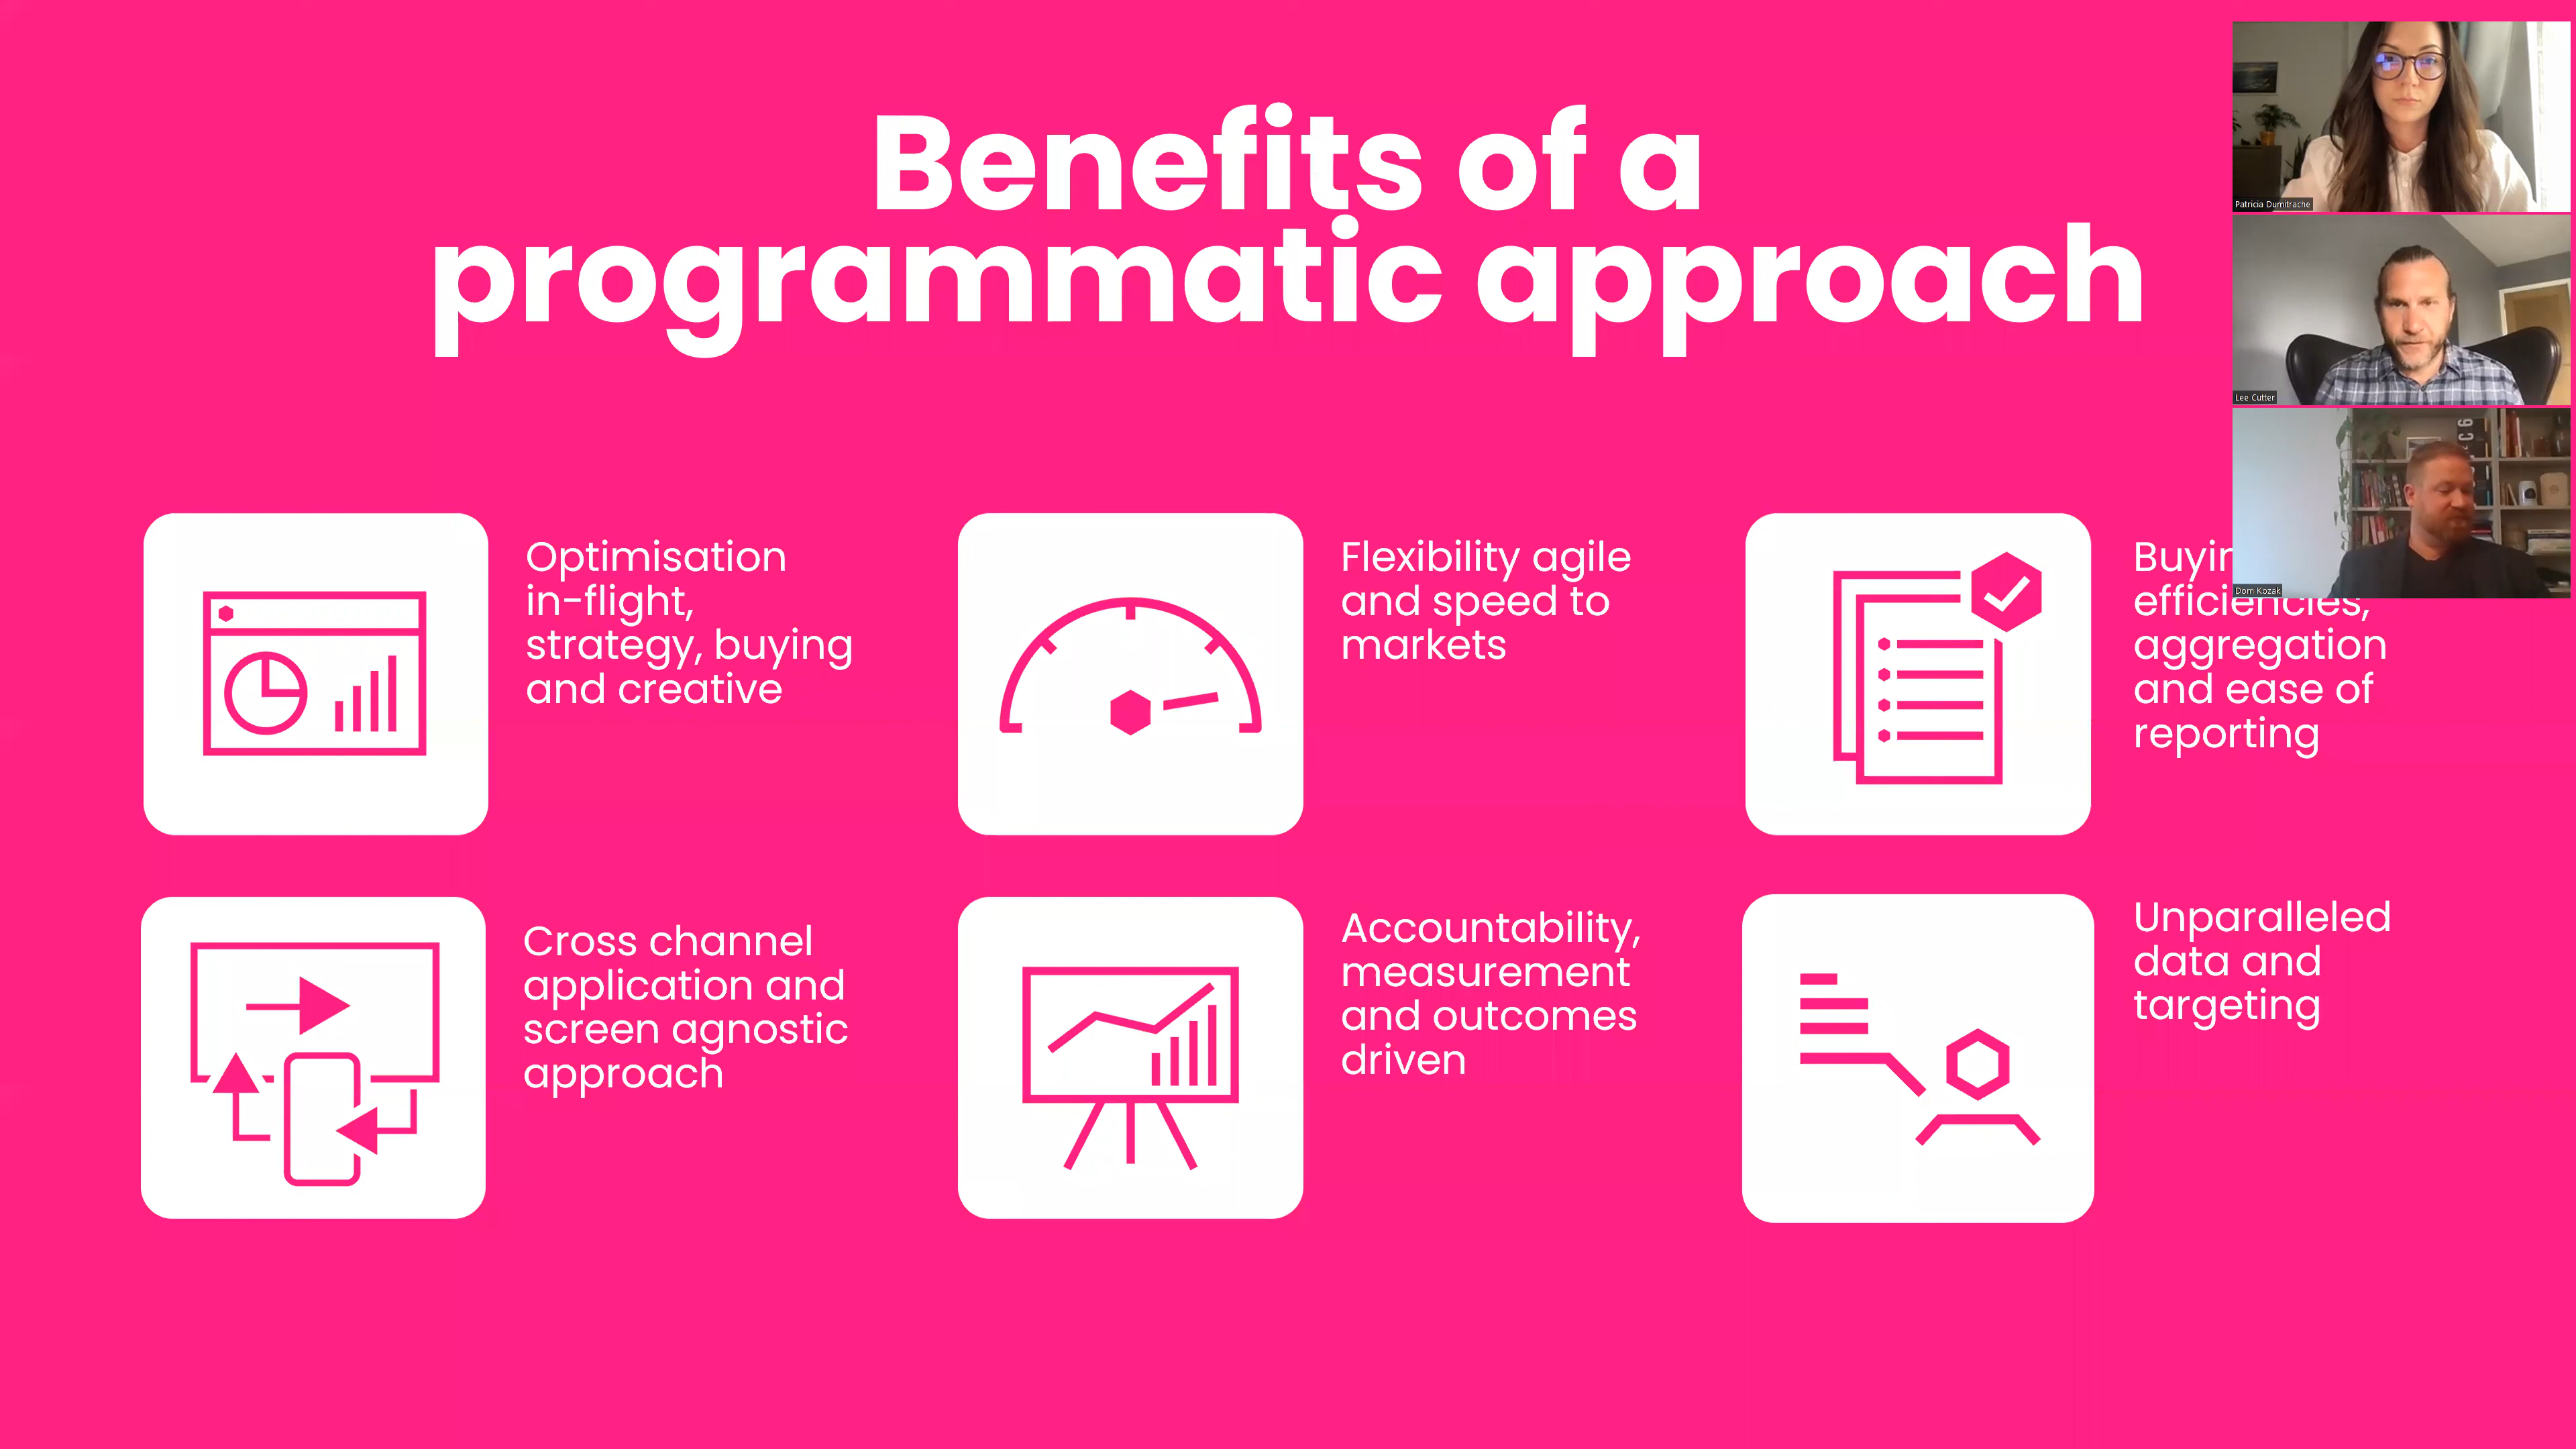 Benefits of a
programmatic approach
Optimisation
in-flight,
strategy, buying
and creative
Flexibility agile
and speed to
markets
efficiencies,
aggregation
and ease of
reporting
Cross channel
application and
screen agnostic
approach
Accountability,
measurement
and outcomes
driven
Unparalleled
data and
targeting
Patricia Dumitrache
Lee Cutter
Dom Kozak